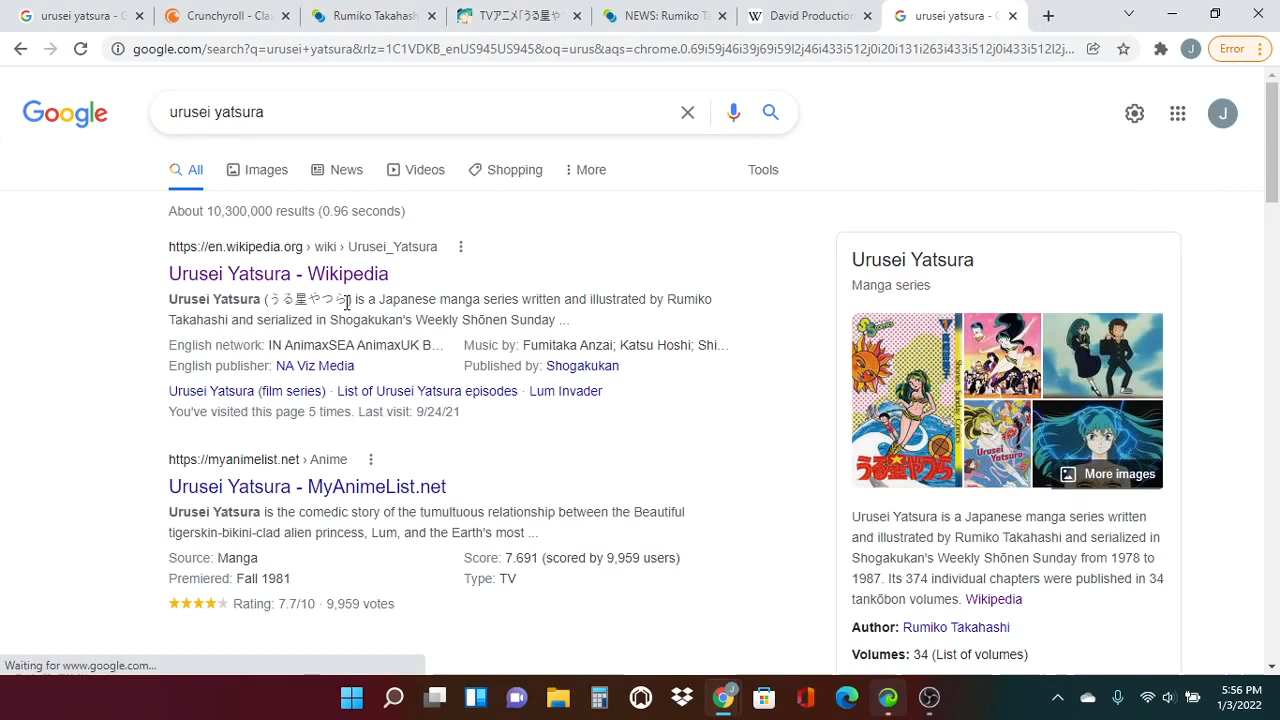 urusei yatsura - G
Crunchyroll - Cla
Rumiko Takahash
TVアニメ「うる星や
NEWS: Rumiko Ta
David Production
urusei yatsura - G
google.com/search?q=urusei+yatsura&rlz=1C1VDKB_enUS945US945&oq=urus&aqs=chrome.0.69i59j46i39j69i59l2j46i433i512j0i20i131i263i433i512j0i433i512l2j...
Error
Google
urusei yatsura
J
All
Images
News
Videos
Shopping
More
Tools
About 10,300,000 results (0.96 seconds)
https://en.wikipedia.org › wiki › Urusei_Yatsura
Urusei Yatsura - Wikipedia
Urusei Yatsura (うる星やつら) is a Japanese manga series written and illustrated by Rumiko
Takahashi and serialized in Shogakukan's Weekly Shōnen Sunday ...
English network: IN AnimaxSEA AnimaxUK B...
Music by: Fumitaka Anzai; Katsu Hoshi; Shi...
English publisher: NA Viz Media
Published by: Shogakukan
Urusei Yatsura (film series) · List of Urusei Yatsura episodes · Lum Invader
You've visited this page 5 times. Last visit: 9/24/21
https://myanimelist.net › Anime
Urusei Yatsura - MyAnimeList.net
Urusei Yatsura is the comedic story of the tumultuous relationship between the Beautiful
tigerskin-bikini-clad alien princess, Lum, and the Earth's most ...
Source: Manga
Score: 7.691 (scored by 9,959 users)
Premiered: Fall 1981
Type: TV
Rating: 7.7/10 · 9,959 votes
Urusei Yatsura
Manga series
うる星やつら
Shonen Sunday Comics
Urusei Yatsura
More images
Urusei Yatsura is a Japanese manga series written
and illustrated by Rumiko Takahashi and serialized in
Shogakukan's Weekly Shōnen Sunday from 1978 to
1987. Its 374 individual chapters were published in 34
tankōbon volumes. Wikipedia
Author: Rumiko Takahashi
Volumes: 34 (List of volumes)
Waiting for www.google.com...
5:56 PM
1/3/2022